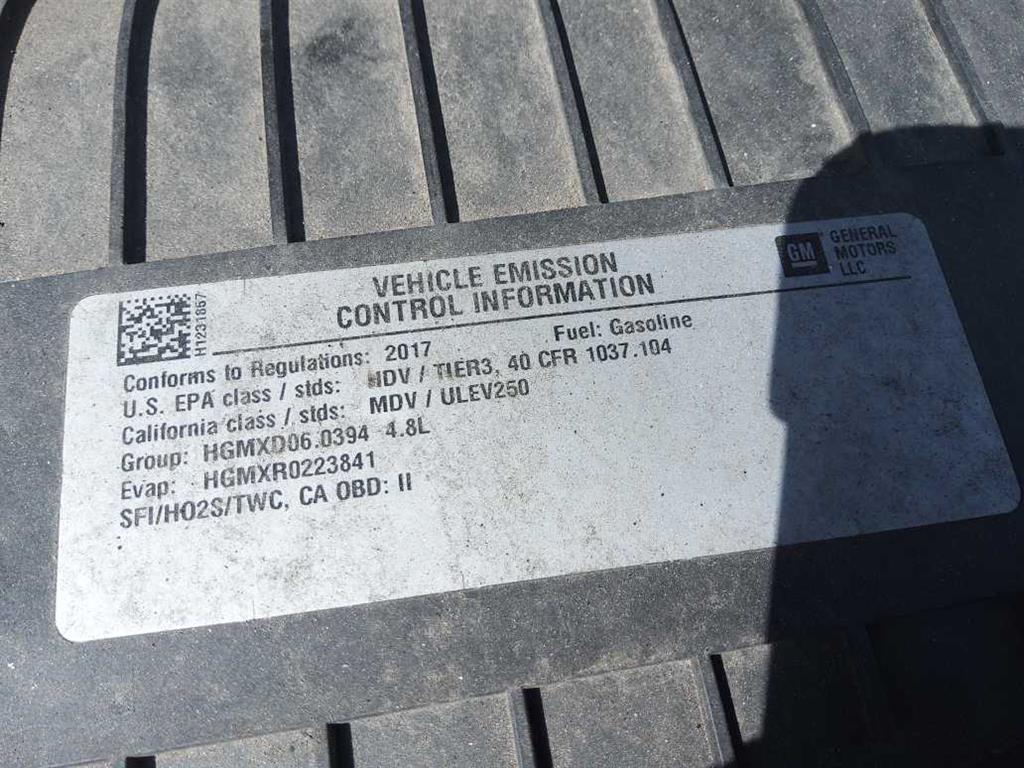 VEHICLE EMISSION
CONTROL INFORMATION
GM GENERAL
MOTORS
LLC
H1231867
Conforms to Regulations: 2017 Fuel: Gasoline
U.S. EPA class / stds: HDV / TIER3, 40 CFR 1037.104
California class / stds: MDV / ULEV250
Group: HGMXD06.0394 4.8L
Evap: HGMXR0223841
SFI/HO2S/TWC, CA OBD: II